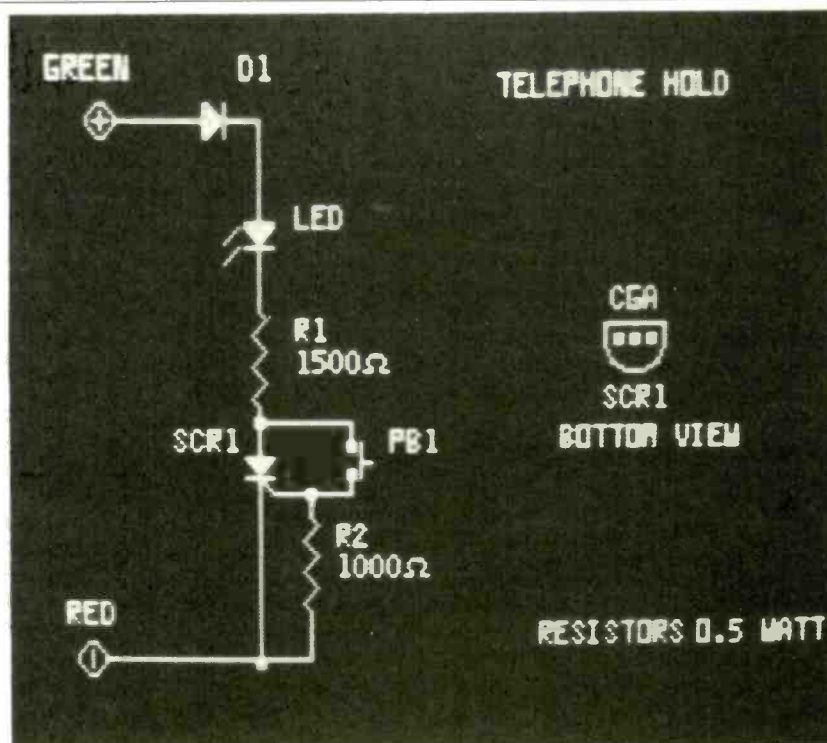 GREEN
D1
TELEPHONE HOLD
LED
CGA
R1
1500Ω
SCR1
SCR1
PB1
BOTTOM VIEW
R2
1000Ω
RED
RESISTORS 0.5 WATT